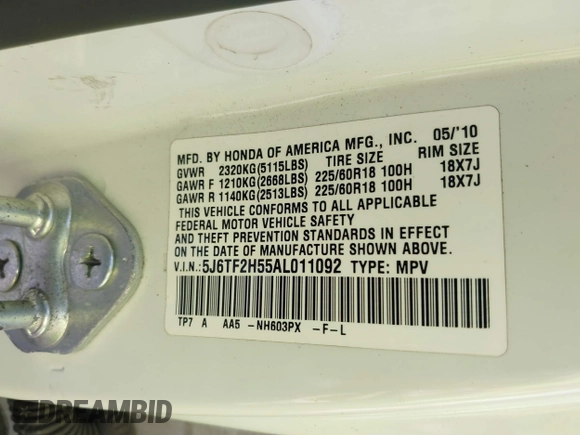 MFD. BY HONDA OF AMERICA MFG., INC. 05/'10
GVWR 2320KG(5115LBS) TIRE SIZE RIM SIZE
GAWR F 1210KG(2668LBS) 225/60R18 100H 18X7J
GAWR R 1140KG(2513LBS) 225/60R18 100H 18X7J
THIS VEHICLE CONFORMS TO ALL APPLICABLE
FEDERAL MOTOR VEHICLE SAFETY
AND THEFT PREVENTION STANDARDS IN EFFECT
ON THE DATE OF MANUFACTURE SHOWN ABOVE.
V.I.N.:5J6TF2H55AL011092 TYPE: MPV
TP7 A AA5 -NH603PX -F-L
DREAMBID